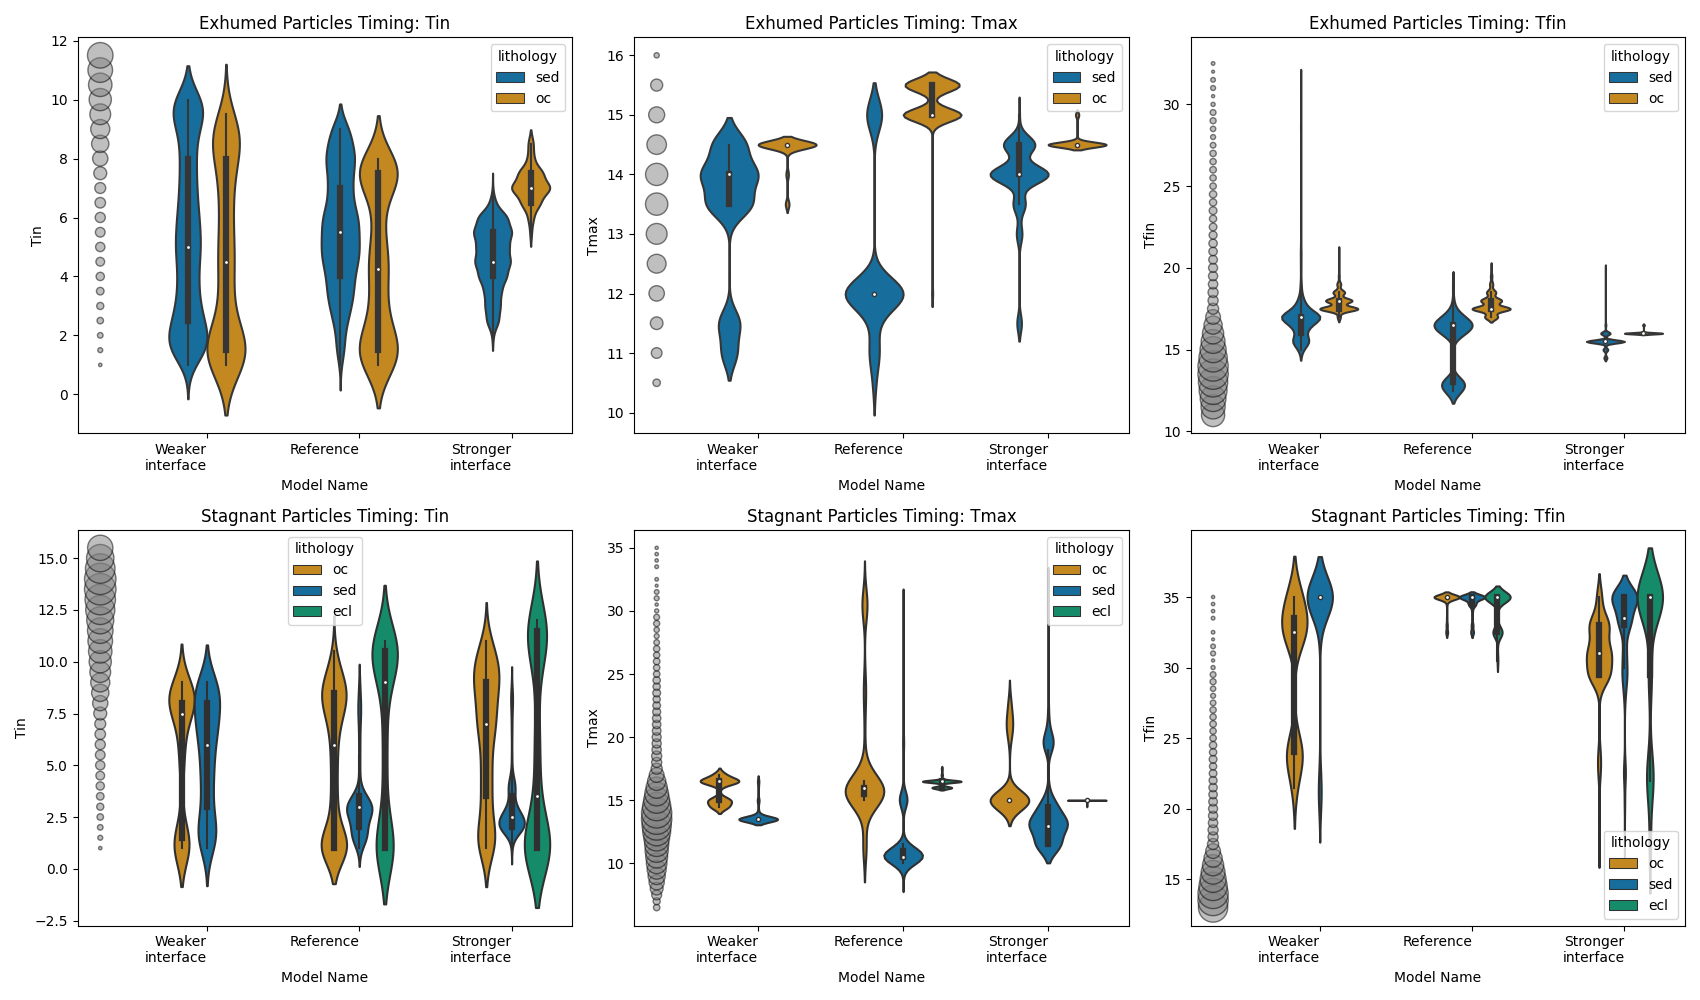 Exhumed Particles Timing: Tin
Tin
12
10
8
6
4
2
0
lithology
sed
oc
Weaker interface
Reference
Stronger interface
Model Name
Exhumed Particles Timing: Tmax
Tmax
16
15
14
13
12
11
10
lithology
sed
oc
Weaker interface
Reference
Stronger interface
Model Name
Exhumed Particles Timing: Tfin
Tfin
30
25
20
15
10
lithology
sed
oc
Weaker interface
Reference
Stronger interface
Model Name
Stagnant Particles Timing: Tin
Tin
15.0
12.5
10.0
7.5
5.0
2.5
0.0
−2.5
lithology
oc
sed
ecl
Weaker interface
Reference
Stronger interface
Model Name
Stagnant Particles Timing: Tmax
Tmax
35
30
25
20
15
10
lithology
oc
sed
ecl
Weaker interface
Reference
Stronger interface
Model Name
Stagnant Particles Timing: Tfin
Tfin
35
30
25
20
15
lithology
oc
sed
ecl
Weaker interface
Reference
Stronger interface
Model Name